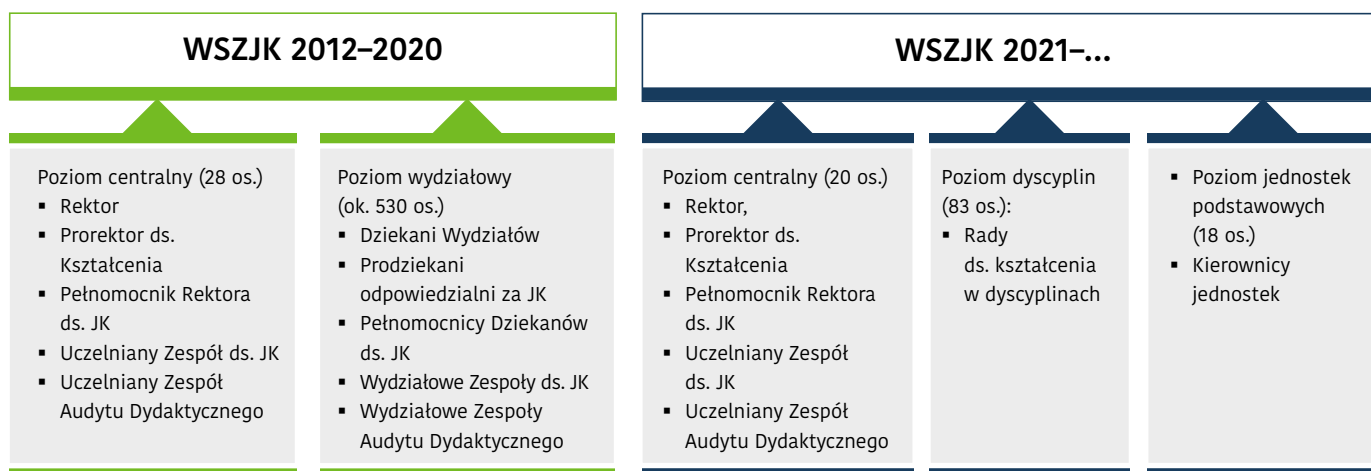 WSZJK 2012–2020
Poziom centralny (28 os.)
▪ Rektor
▪ Prorektor ds.
Kształcenia
▪ Pełnomocnik Rektora
ds. JK
▪ Uczelniany Zespół ds. JK
▪ Uczelniany Zespół
Audytu Dydaktycznego
Poziom wydziałowy
(ok. 530 os.)
▪ Dziekani Wydziałów
▪ Prodziekani
odpowiedzialni za JK
▪ Pełnomocnicy Dziekanów
ds. JK
▪ Wydziałowe Zespoły ds. JK
▪ Wydziałowe Zespoły
Audytu Dydaktycznego
WSZJK 2021–...
Poziom centralny (20 os.)
▪ Rektor,
▪ Prorektor ds.
Kształcenia
▪ Pełnomocnik Rektora
ds. JK
▪ Uczelniany Zespół
ds. JK
▪ Uczelniany Zespół
Audytu Dydaktycznego
Poziom dyscyplin
(83 os.):
▪ Rady
ds. kształcenia
w dyscyplinach
▪ Poziom jednostek
podstawowych
(18 os.)
▪ Kierownicy
jednostek